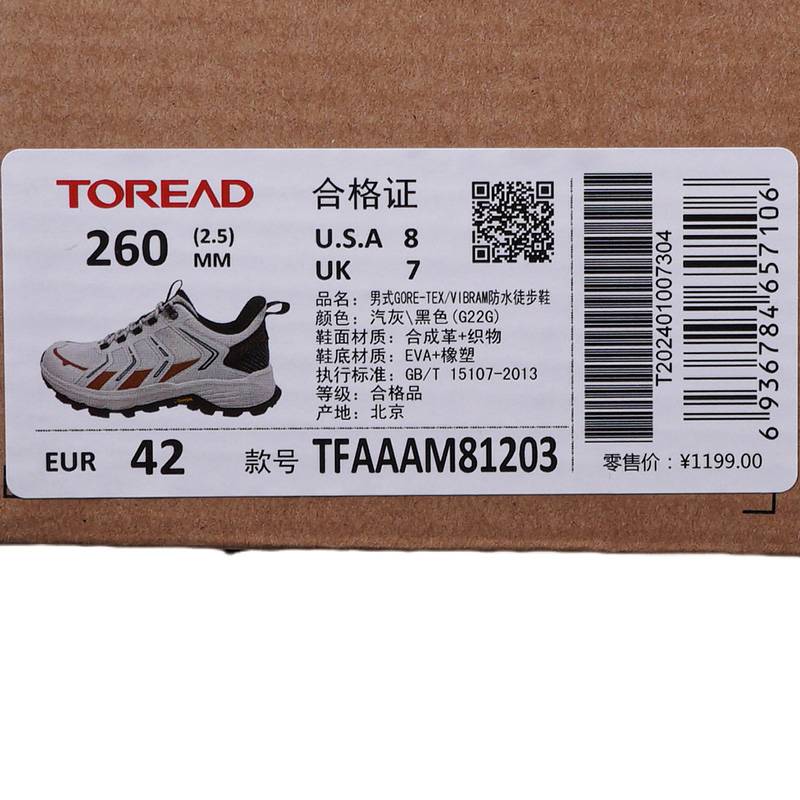 TOREAD
合格证
260 (2.5) MM
U.S.A 8
UK 7
品名：男式GORE-TEX/VIBRAM防水徒步鞋
颜色：汽灰\黑色(G22G)
鞋面材质：合成革+织物
鞋底材质：EVA+橡塑
执行标准：GB/T 15107-2013
等级：合格品
产地：北京
EUR 42
款号 TFAAAM81203
T202401007304
6936784657106
零售价：¥1199.00